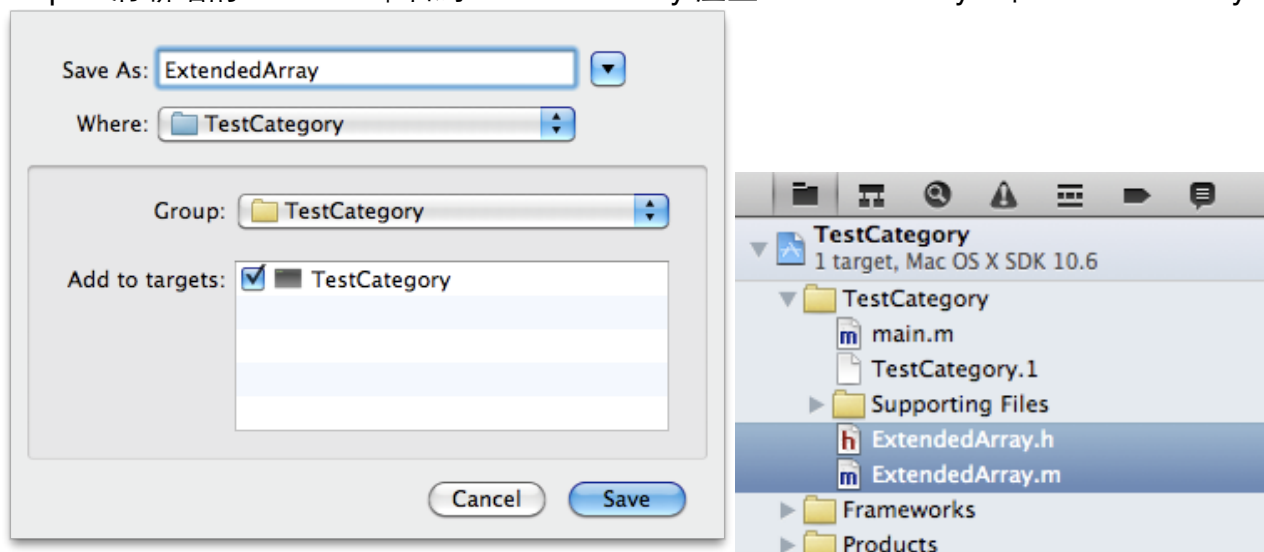 Save As: ExtendedArray
Where: TestCategory
Group: TestCategory
Add to targets: TestCategory
Cancel
Save
TestCategory
1 target, Mac OS X SDK 10.6
TestCategory
main.m
TestCategory.1
Supporting Files
ExtendedArray.h
ExtendedArray.m
Frameworks
Products